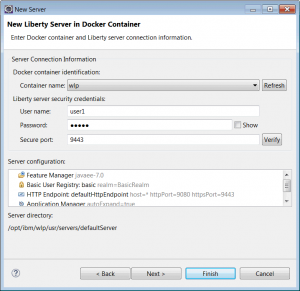 New Server
New Liberty Server in Docker Container
Enter Docker container and Liberty server connection information.
Server Connection Information
Docker container identification:
Container name: wlp Refresh
Liberty server security credentials:
User name: user1
Password: ●●●●● Show
Secure port: 9443 Verify
Server configuration:
Feature Manager javaee-7.0
Basic User Registry: basic realm=BasicRealm
HTTP Endpoint: defaultHttpEndpoint host=* httpPort=9080 httpsPort=9443
Application Manager autoExpand=true
Server directory:
/opt/ibm/wlp/usr/servers/defaultServer
? < Back Next > Finish Cancel